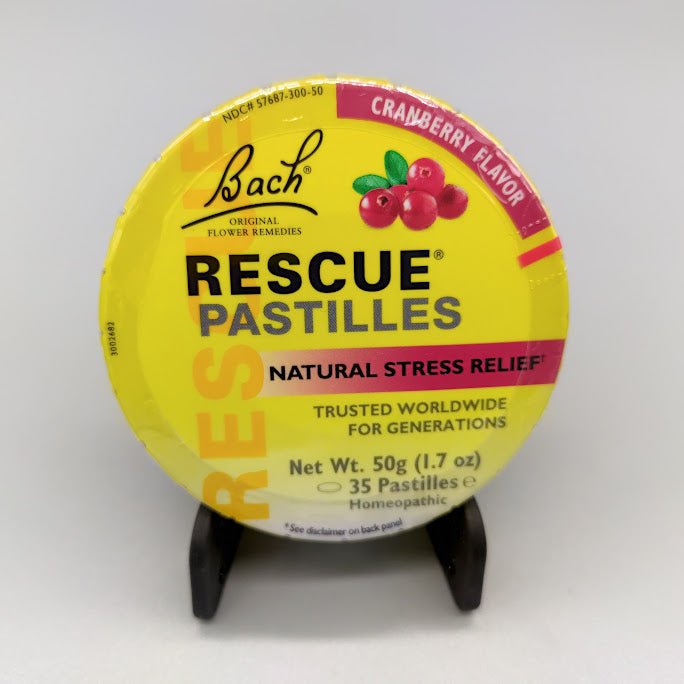 NDC# 57687-300-50
CRANBERRY FLAVOR
Bach®
ORIGINAL
FLOWER REMEDIES
RESCUE®
PASTILLES
NATURAL STRESS RELIEF†
TRUSTED WORLDWIDE
FOR GENERATIONS
Net Wt. 50g (1.7 oz)
35 Pastilles ℮
Homeopathic
*See disclaimer on back panel
3002682
RESCUE